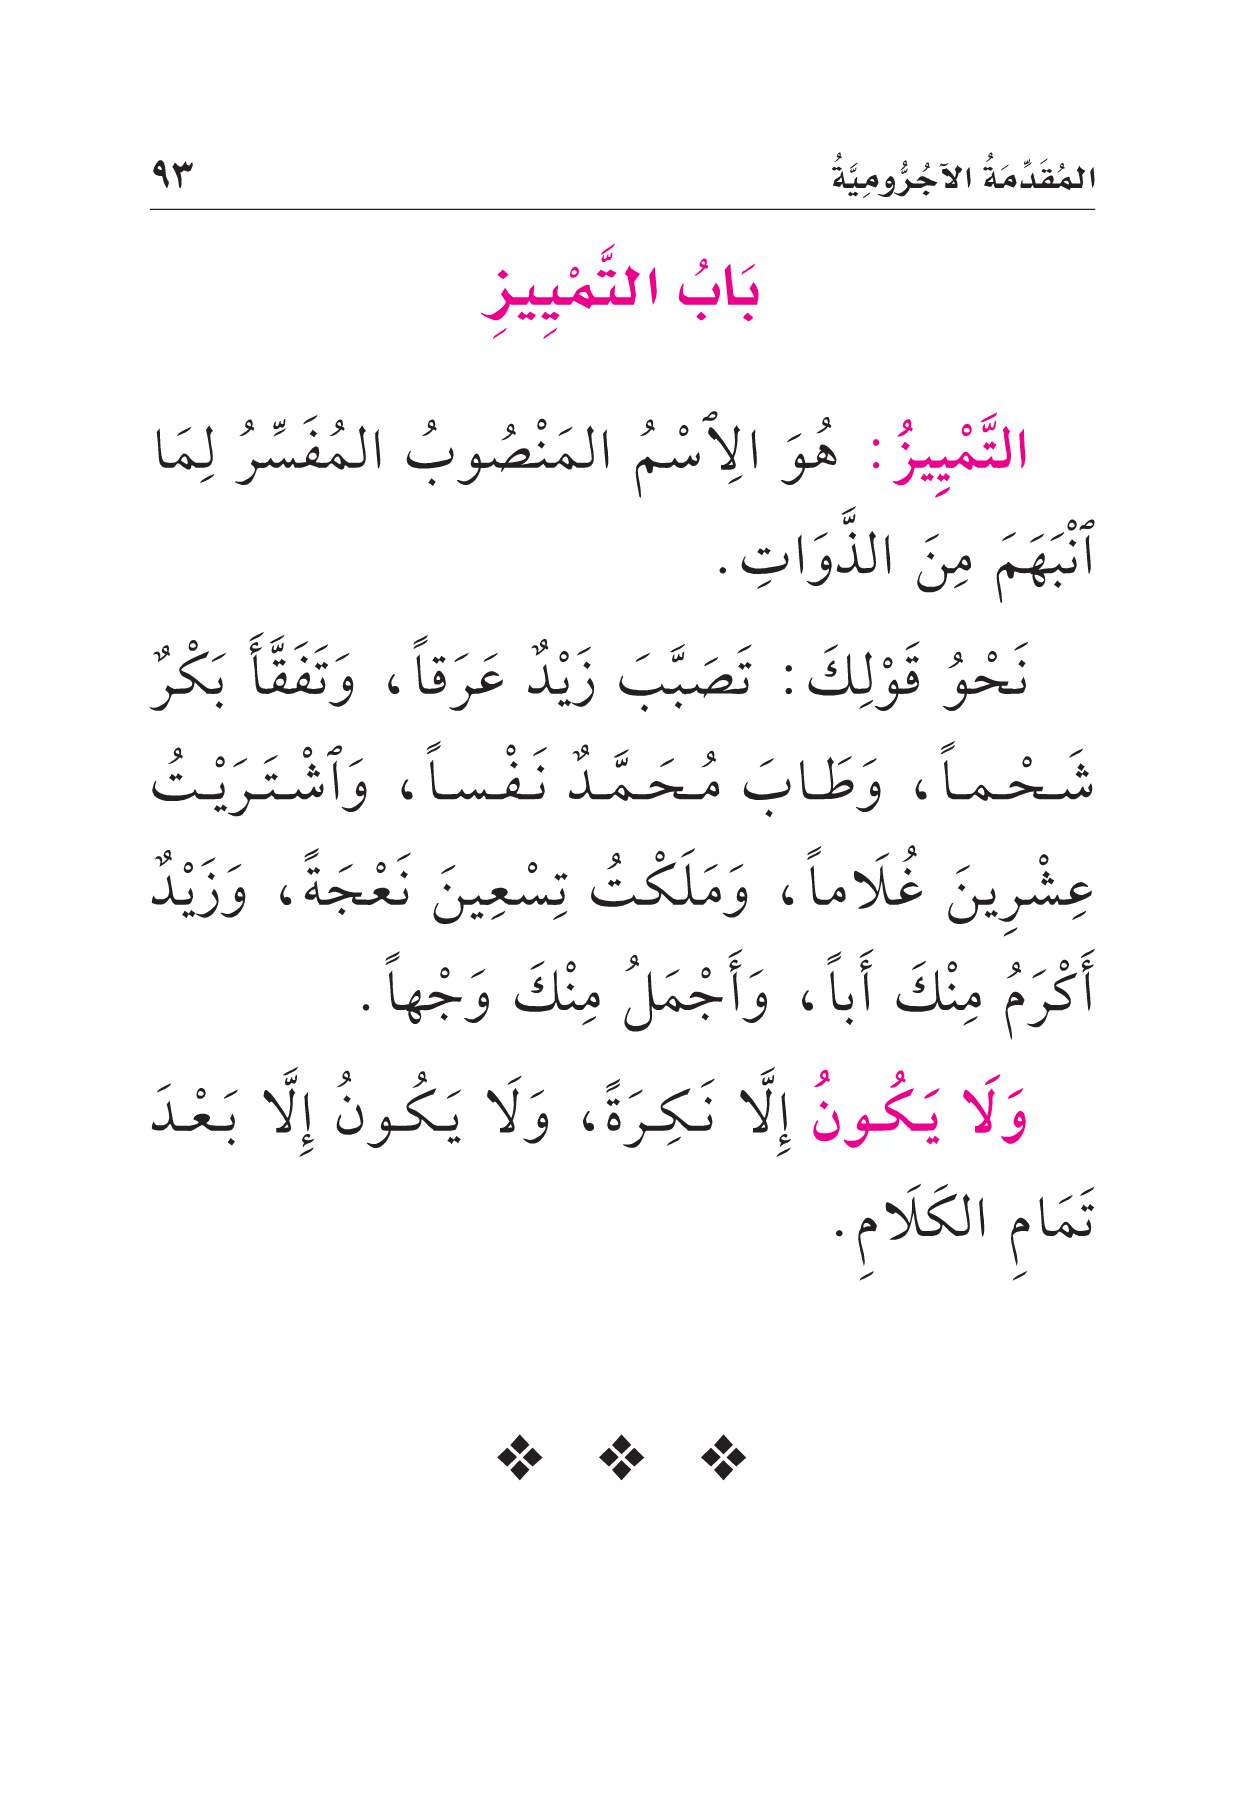 المُقَدِّمَةُ الآجُرُّومِيَّةُ ٩٣
بَابُ التَّمْيِيزِ
التَّمْيِيزُ: هُوَ الِٱسْمُ المَنْصُوبُ المُفَسِّرُ لِمَا
ٱنْبَهَمَ مِنَ الذَّوَاتِ.
نَحْوُ قَوْلِكَ: تَصَبَّبَ زَيْدٌ عَرَقاً، وَتَفَقَّأَ بَكْرٌ
شَحْماً، وَطَابَ مُحَمَّدٌ نَفْساً، وَٱشْتَرَيْتُ
عِشْرِينَ غُلَاماً، وَمَلَكْتُ تِسْعِينَ نَعْجَةً، وَزَيْدٌ
أَكْرَمُ مِنْكَ أَباً، وَأَجْمَلُ مِنْكَ وَجْهاً.
وَلَا يَكُونُ إِلَّا نَكِرَةً، وَلَا يَكُونُ إِلَّا بَعْدَ
تَمَامِ الكَلَامِ.